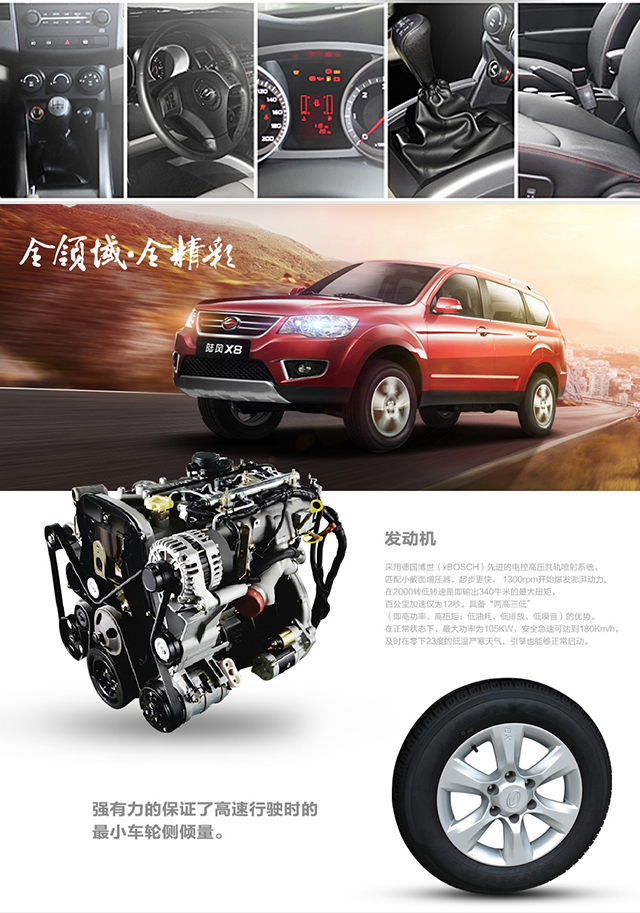 全领域·全精彩
陆风X8
发动机
采用德国博世（xBOSCH）先进的电控高压共轨喷射系统，
匹配小截面增压器，起步更快， 1300rpm开始爆发澎湃动力，
在2000转低转速是即输出340牛米的最大扭矩，
百公里加速仅为12秒。具备“两高三低”
（即高功率、高扭矩；低油耗、低排放、低噪音）的优势。
在正常状态下，最大功率为105KW，安全急速可达到180Km/h，
及时在零下23度的低温严寒天气，引擎也能够正常启动。
强有力的保证了高速行驶时的
最小车轮侧倾量。